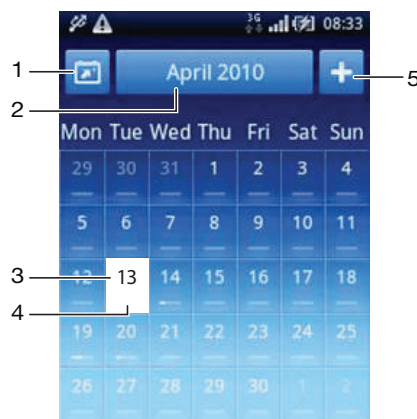 3G 08:33
1 April 2010 5
2
Mon Tue Wed Thu Fri Sat Sun
29 30 31 1 2 3 4
5 6 7 8 9 10 11
3 12 13 14 15 16 17 18
4
19 20 21 22 23 24 25
26 27 28 29 30 1 2